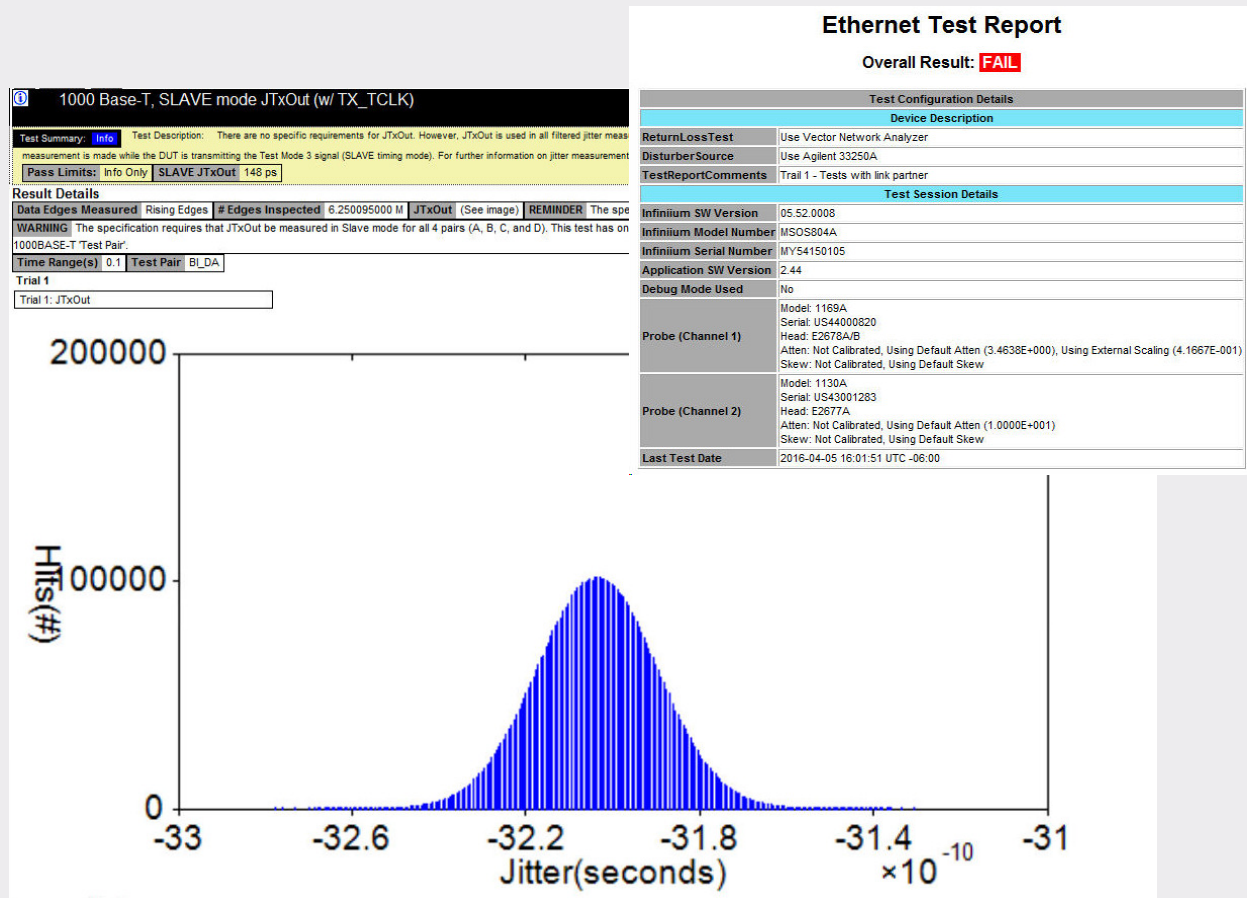 Ethernet Test Report
Overall Result: FAIL
1000 Base-T, SLAVE mode JTxOut (w/ TX_TCLK)
Test Summary: Info Test Description: There are no specific requirements for JTxOut. However, JTxOut is used in all filtered jitter meas
measurement is made while the DUT is transmitting the Test Mode 3 signal (SLAVE timing mode). For further information on jitter measurement
Pass Limits: Info Only SLAVE JTxOut 148 ps
Result Details
Data Edges Measured Rising Edges # Edges Inspected 6.250095000 M JTxOut (See image) REMINDER The spe
WARNING The specification requires that JTxOut be measured in Slave mode for all 4 pairs (A, B, C, and D). This test has on
1000BASE-T 'Test Pair'.
Time Range(s) 0.1 Test Pair BI_DA
Trial 1
Trial 1: JTxOut
Test Configuration Details
Device Description
ReturnLossTest Use Vector Network Analyzer
DisturberSource Use Agilent 33250A
TestReportComments Trail 1 - Tests with link partner
Test Session Details
Infiniium SW Version 05.52.0008
Infiniium Model Number MSOS804A
Infiniium Serial Number MY54150105
Application SW Version 2.44
Debug Mode Used No
Probe (Channel 1)
Model: 1169A
Serial: US44000820
Head: E2678A/B
Atten: Not Calibrated, Using Default Atten (3.4638E+000), Using External Scaling (4.1667E-001)
Skew: Not Calibrated, Using Default Skew
Probe (Channel 2)
Model: 1130A
Serial: US43001283
Head: E2677A
Atten: Not Calibrated, Using Default Atten (1.0000E+001)
Skew: Not Calibrated, Using Default Skew
Last Test Date 2016-04-05 16:01:51 UTC -06:00
200000
100000
0
Hits(#)
-33 -32.6 -32.2 -31.8 -31.4 -31
Jitter(seconds) ×10 -10